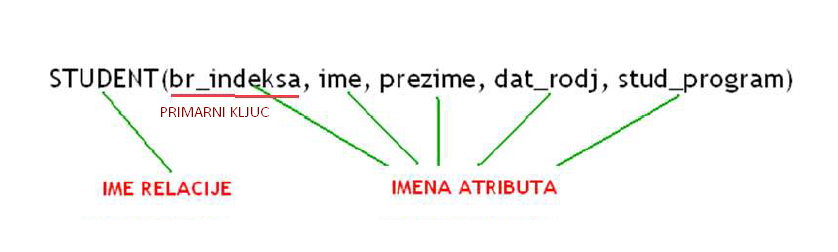 STUDENT(br_indeksa, ime, prezime, dat_rodj, stud_program)
PRIMARNI KLJUC
IME RELACIJE
IMENA ATRIBUTA